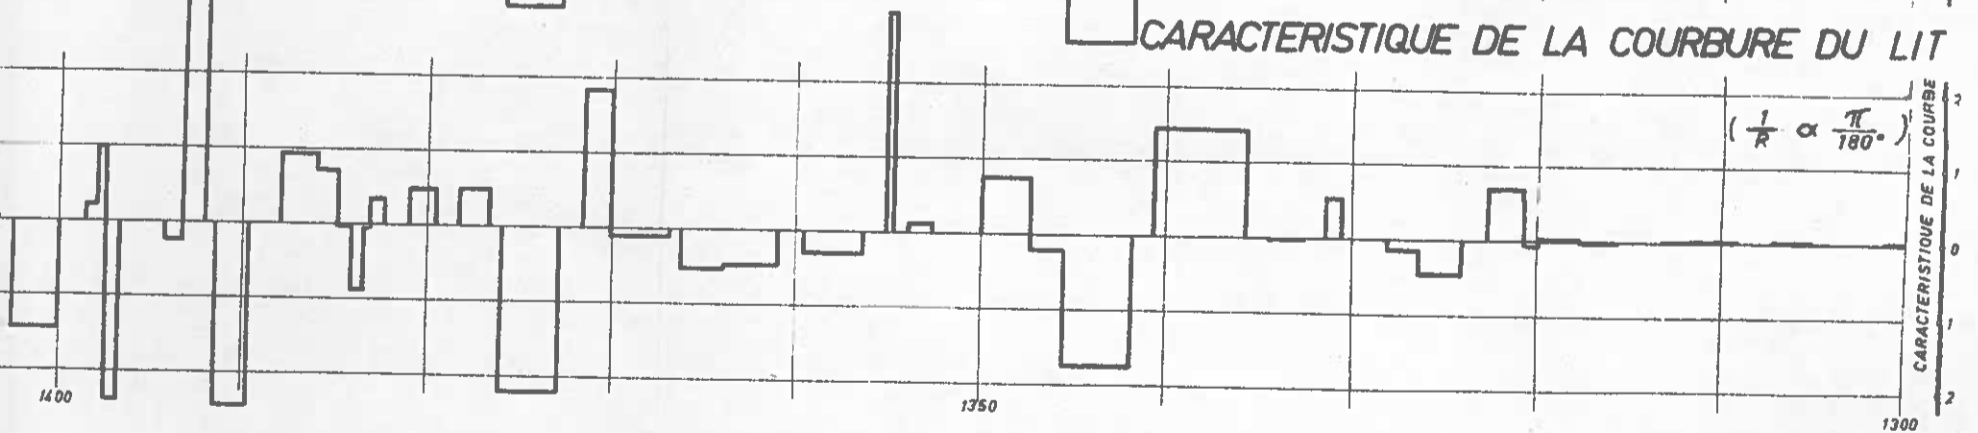 CARACTERISTIQUE DE LA COURBURE DU LIT
( 1/R ∝ π/180° )
CARACTERISTIQUE DE LA COURBE
2
1
0
1
2
1400
1350
1300